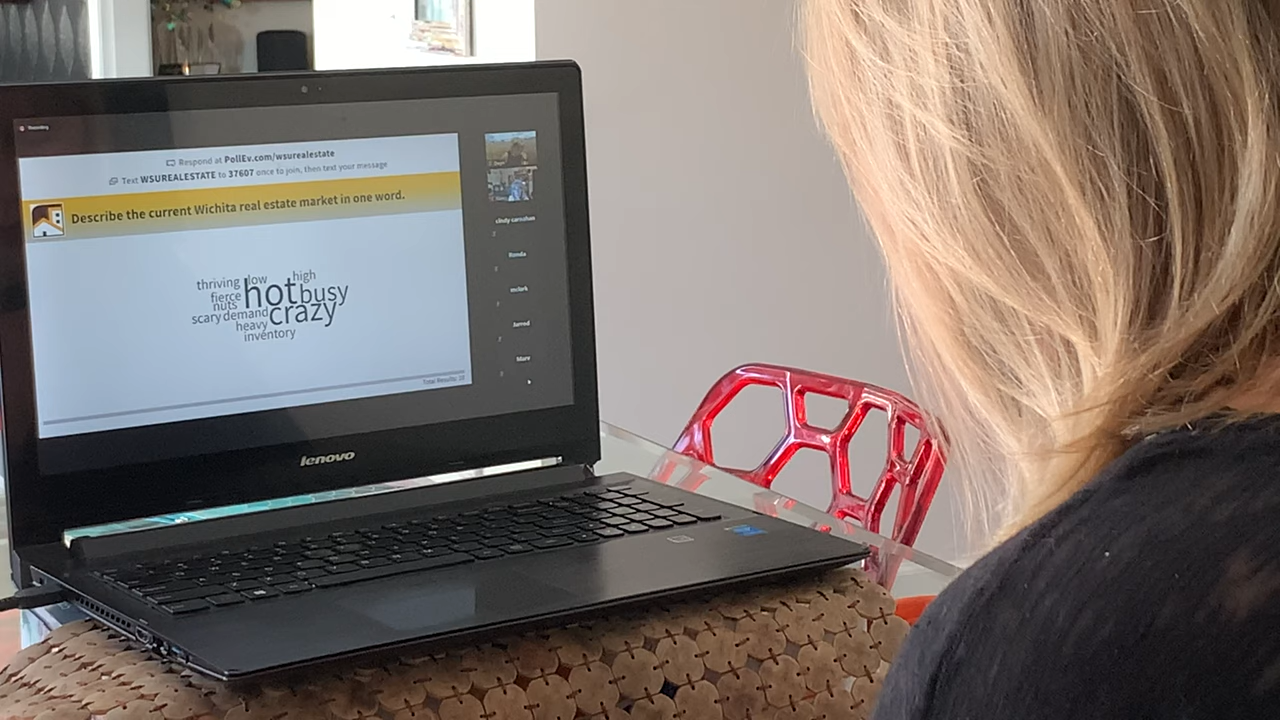 Recording
Respond at PollEv.com/wsurealestate
Text WSUREALESTATE to 37607 once to join, then text your message
Describe the current Wichita real estate market in one word.
thriving low high
fierce hot busy
nuts
scary demand crazy
heavy
inventory
cindy carnahan
Ronda
mclark
Jarrod
Marv
lenovo